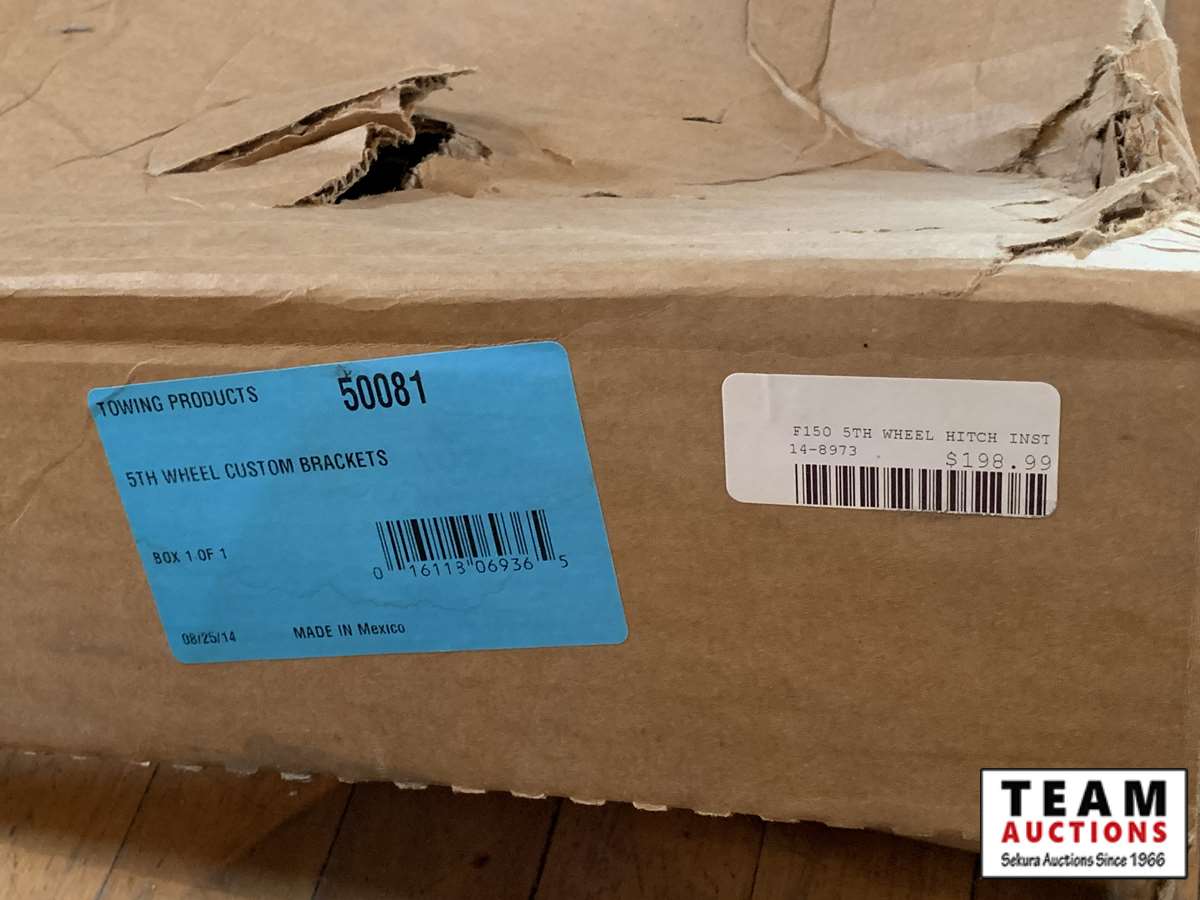 TOWING PRODUCTS 50081
5TH WHEEL CUSTOM BRACKETS
BOX 1 OF 1
0 16118 06936 5
08/25/14 MADE IN Mexico
F150 5TH WHEEL HITCH INST
14-8973 $198.99
TEAM
AUCTIONS
Sekura Auctions Since 1966